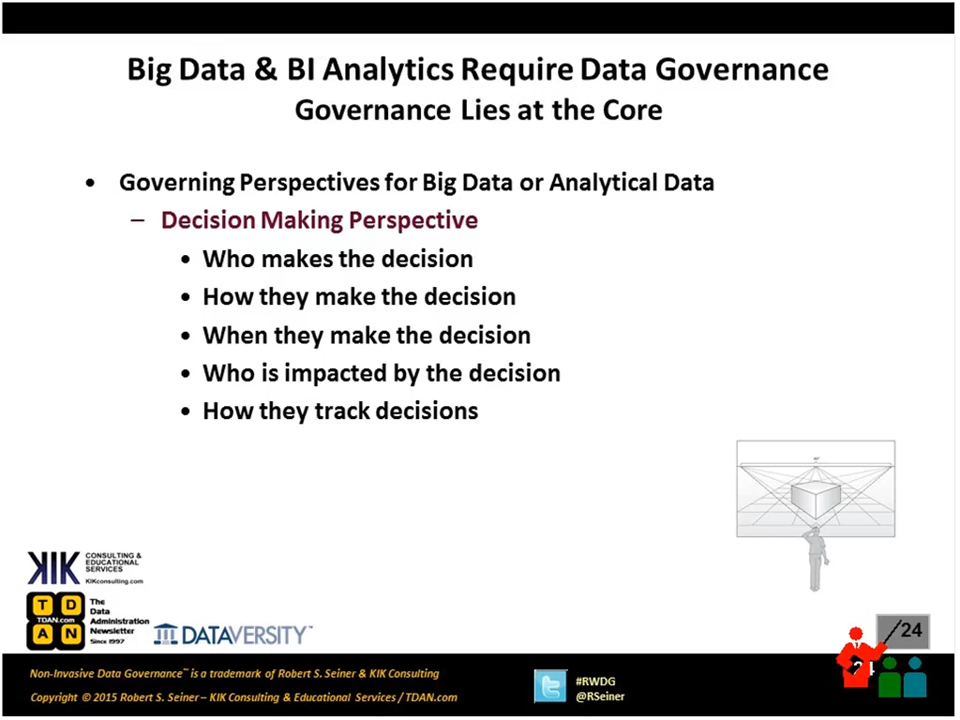 Big Data & BI Analytics Require Data Governance
Governance Lies at the Core
• Governing Perspectives for Big Data or Analytical Data
– Decision Making Perspective
• Who makes the decision
• How they make the decision
• When they make the decision
• Who is impacted by the decision
• How they track decisions
KIK CONSULTING & EDUCATIONAL SERVICES
KIKconsulting.com
T D
TDAN.com
A N
The
Data
Administration
Newsletter
Since 1997
DATAVERSITY™
/24
24
Non-Invasive Data Governance™ is a trademark of Robert S. Seiner & KIK Consulting
Copyright © 2015 Robert S. Seiner – KIK Consulting & Educational Services / TDAN.com
#RWDG
@RSeiner